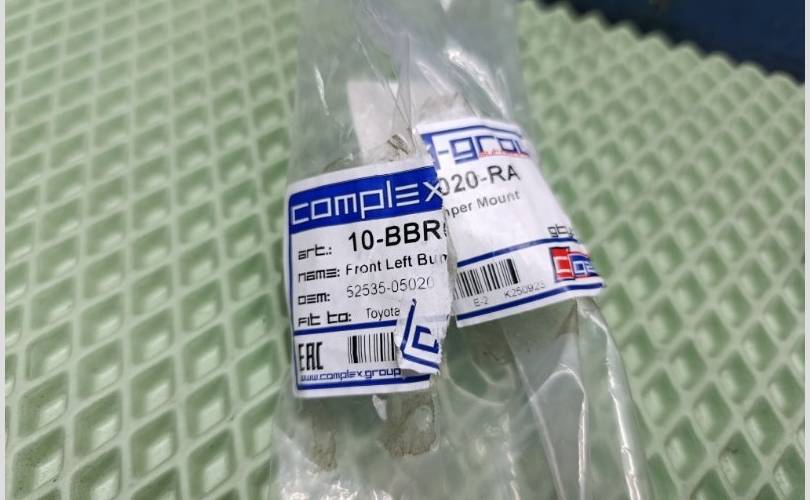 complex
art.: 10-BBR
name: Front Left Bun
OEM: 52535-05020
Fit to: Toyota
EAC
www.complex.group
-grou
020-RA
per Mount
E-2 K250923